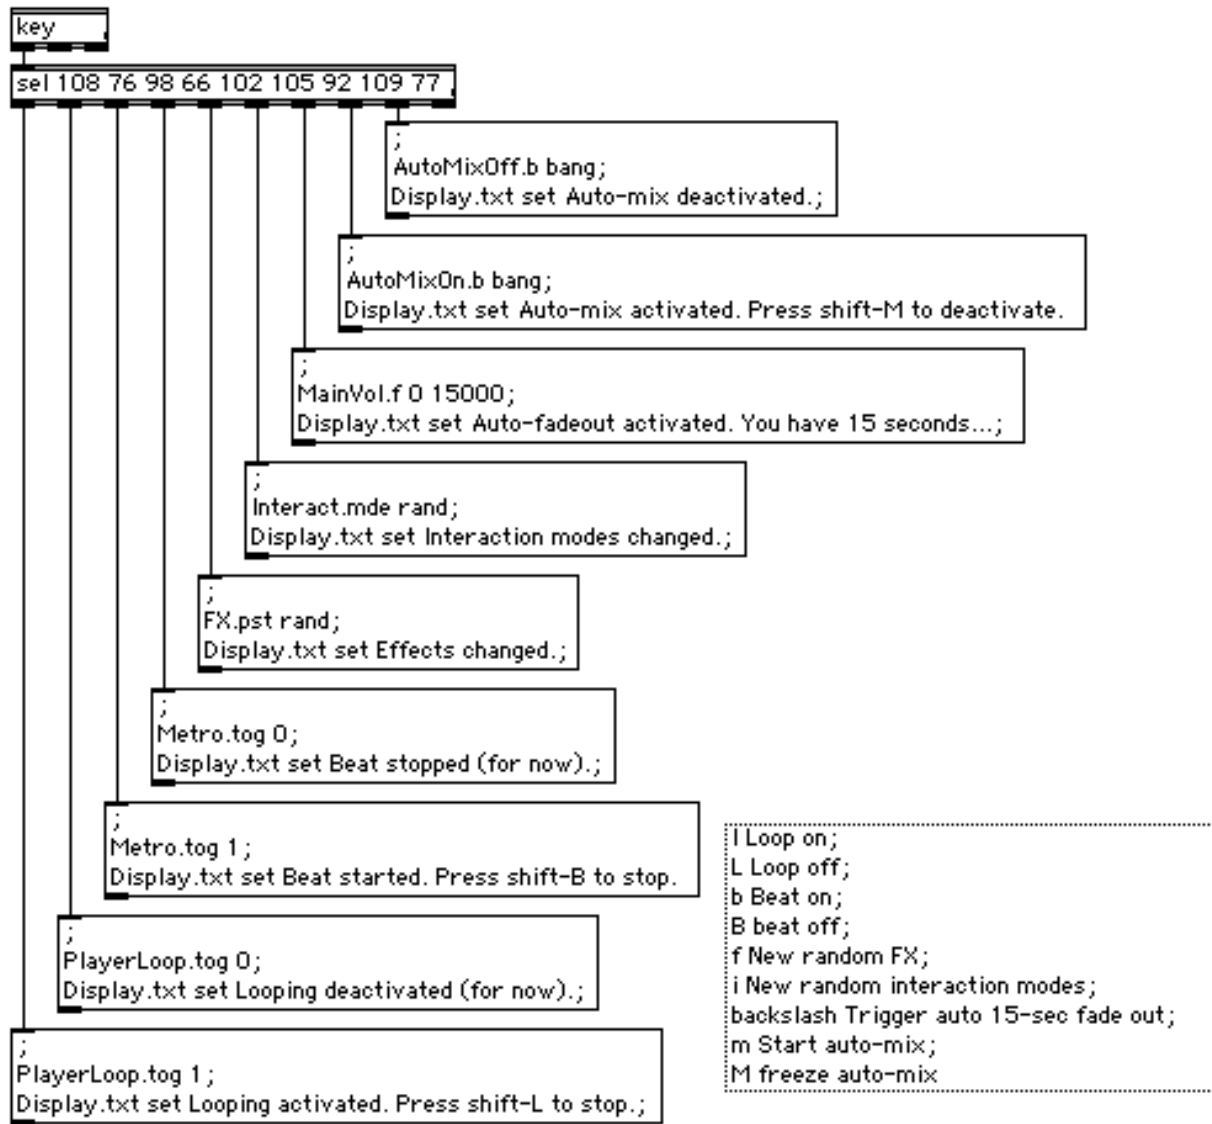 key
sel 108 76 98 66 102 105 92 109 77
;
AutoMixOff.b bang;
Display.txt set Auto-mix deactivated.;
;
AutoMixOn.b bang;
Display.txt set Auto-mix activated. Press shift-M to deactivate.
;
MainVol.f 0 15000;
Display.txt set Auto-fadeout activated. You have 15 seconds...;
;
Interact.mde rand;
Display.txt set Interaction modes changed.;
;
FX.pst rand;
Display.txt set Effects changed.;
;
Metro.tog 0;
Display.txt set Beat stopped (for now).;
;
Metro.tog 1;
Display.txt set Beat started. Press shift-B to stop.
;
PlayerLoop.tog 0;
Display.txt set Looping deactivated (for now).;
;
PlayerLoop.tog 1;
Display.txt set Looping activated. Press shift-L to stop.;
l Loop on;
L Loop off;
b Beat on;
B beat off;
f New random FX;
i New random interaction modes;
backslash Trigger auto 15-sec fade out;
m Start auto-mix;
M freeze auto-mix